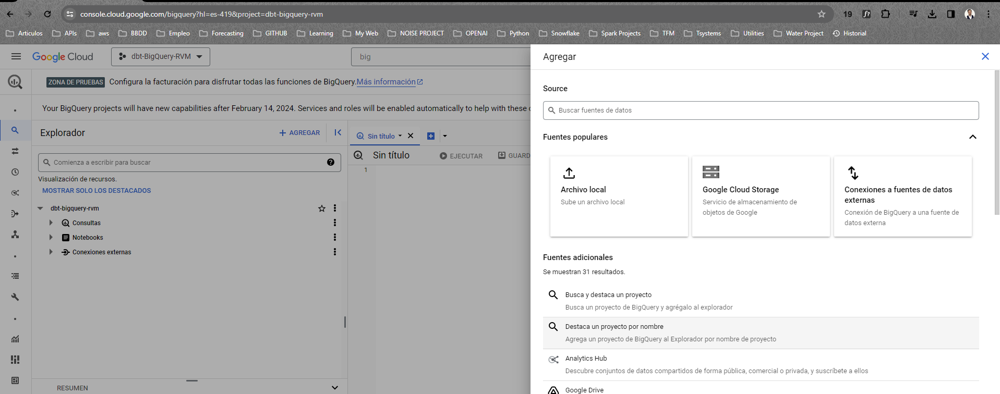 console.cloud.google.com/bigquery?hl=es-419&project=dbt-bigquery-rvm
19
f?
Articulos
APIs
aws
BBDD
Empleo
Forecasting
GITHUB
Learning
My Web
NOISE PROJECT
OPENAI
Python
Snowflake
Spark Projects
TFM
Tsystems
Utilities
Water Project
Historial
Google Cloud
dbt-BigQuery-RVM
big
ZONA DE PRUEBAS
Configura la facturación para disfrutar todas las funciones de BigQuery. Más información
Your BigQuery projects will have new capabilities after February 14, 2024. Services and roles will be enabled automatically to help with these
Explorador
AGREGAR
Comienza a escribir para buscar
Visualización de recursos.
MOSTRAR SOLO LOS DESTACADOS
dbt-bigquery-rvm
Consultas
Notebooks
Conexiones externas
RESUMEN
Sin título
Sin título
EJECUTAR
GUARD
1
Agregar
Source
Buscar fuentes de datos
Fuentes populares
Archivo local
Sube un archivo local
Google Cloud Storage
Servicio de almacenamiento de
objetos de Google
Conexiones a fuentes de datos
externas
Conexión de BigQuery a una fuente de
datos externa
Fuentes adicionales
Se muestran 31 resultados.
Busca y destaca un proyecto
Busca un proyecto de BigQuery y agrégalo al explorador
Destaca un proyecto por nombre
Agrega un proyecto de BigQuery al Explorador por nombre de proyecto
Analytics Hub
Descubre conjuntos de datos compartidos de forma pública, comercial o privada, y suscríbete a ellos
Google Drive